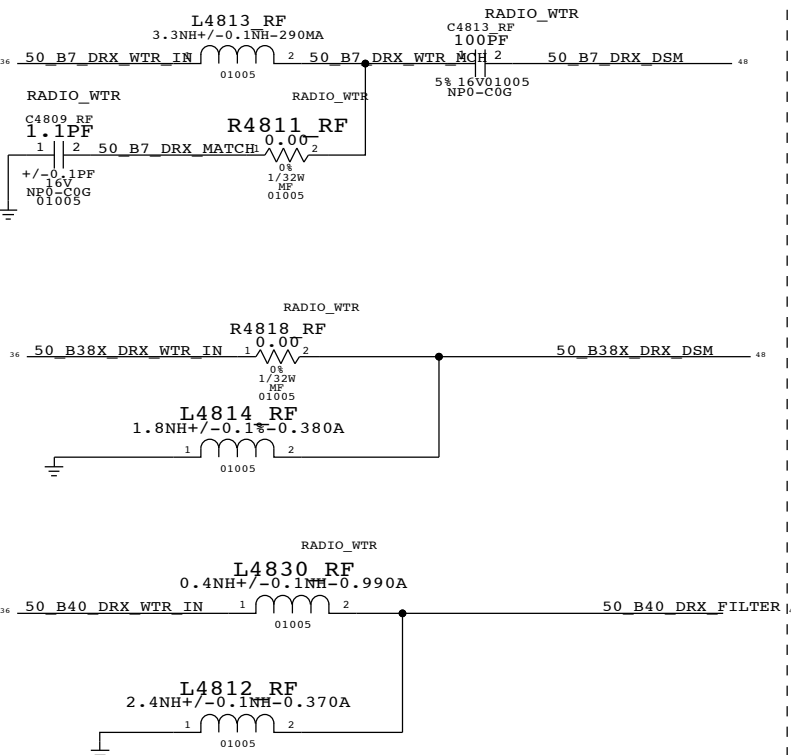 RADIO_WTR
L4813_RF
3.3NH+/-0.1NH-290MA
C4813_RF
100PF
36 50_B7_DRX_WTR_IN 1 2 50_B7_DRX_WTR_MCH 1 2 50_B7_DRX_DSM 48
01005
5% 16V 01005
NP0-C0G
RADIO_WTR
RADIO_WTR
C4809_RF
1.1PF
R4811_RF
0.00
1 2 50_B7_DRX_MATCH 1 2
+/-0.1PF
16V
NP0-C0G
01005
0%
1/32W
MF
01005
RADIO_WTR
R4818_RF
0.00
36 50_B38X_DRX_WTR_IN 1 2 50_B38X_DRX_DSM 48
0%
1/32W
MF
01005
L4814_RF
1.8NH+/-0.1%-0.380A
1 2
01005
RADIO_WTR
L4830_RF
0.4NH+/-0.1NH-0.990A
36 50_B40_DRX_WTR_IN 1 2 50_B40_DRX_FILTER
01005
L4812_RF
2.4NH+/-0.1NH-0.370A
1 2
01005